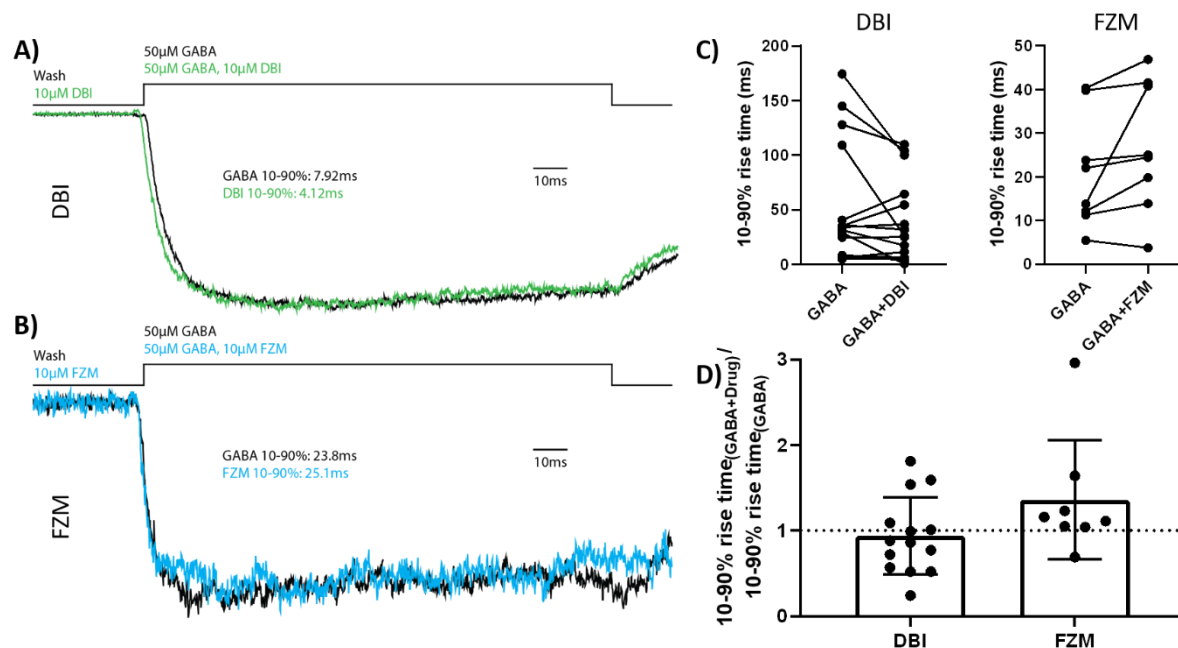 A)
50µM GABA
50µM GABA, 10µM DBI
Wash
10µM DBI
DBI
GABA 10-90%: 7.92ms
DBI 10-90%: 4.12ms
10ms
B)
50µM GABA
50µM GABA, 10µM FZM
Wash
10µM FZM
FZM
GABA 10-90%: 23.8ms
FZM 10-90%: 25.1ms
10ms
C)
DBI
10-90% rise time (ms)
200
150
100
50
0
GABA
GABA+DBI
FZM
10-90% rise time (ms)
50
40
30
20
10
0
GABA
GABA+FZM
D)
10-90% rise time(GABA+Drug)/
10-90% rise time(GABA)
3
2
1
0
DBI
FZM